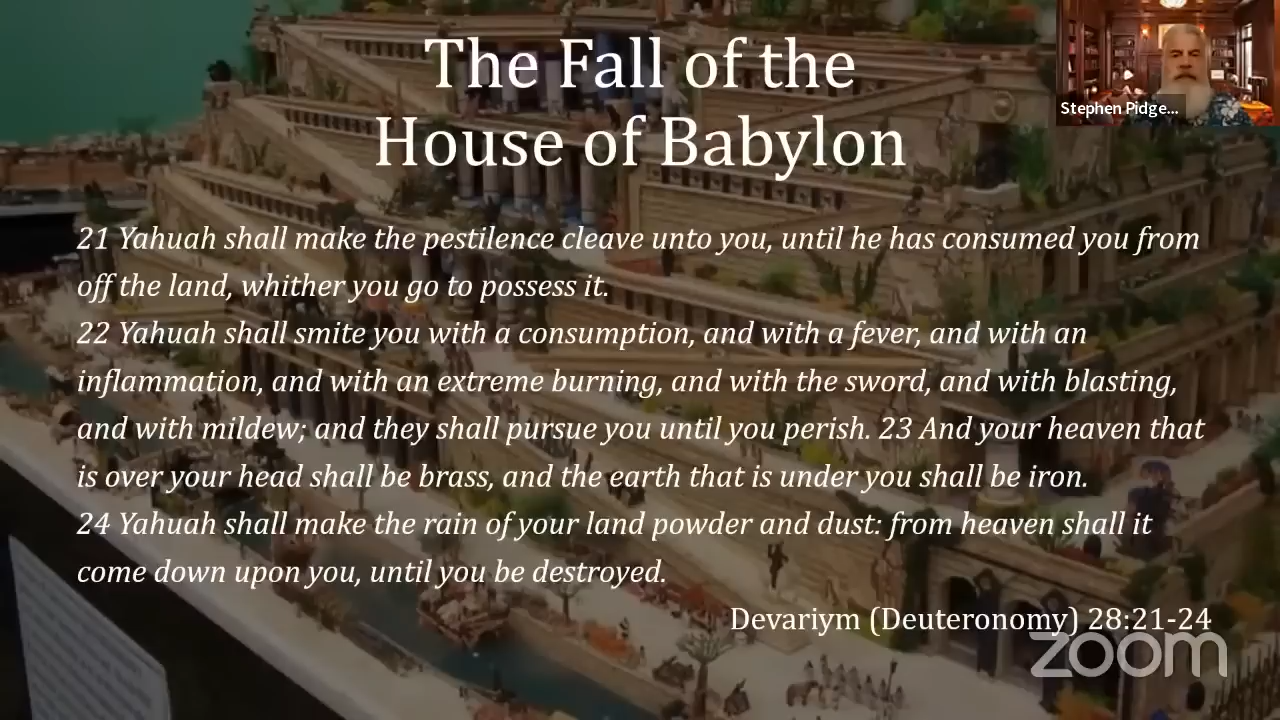 The Fall of the
House of Babylon
Stephen Pidge...
21 Yahuah shall make the pestilence cleave unto you, until he has consumed you from
off the land, whither you go to possess it.
22 Yahuah shall smite you with a consumption, and with a fever, and with an
inflammation, and with an extreme burning, and with the sword, and with blasting,
and with mildew; and they shall pursue you until you perish. 23 And your heaven that
is over your head shall be brass, and the earth that is under you shall be iron.
24 Yahuah shall make the rain of your land powder and dust: from heaven shall it
come down upon you, until you be destroyed.
Devariym (Deuteronomy) 28:21-24
zoom